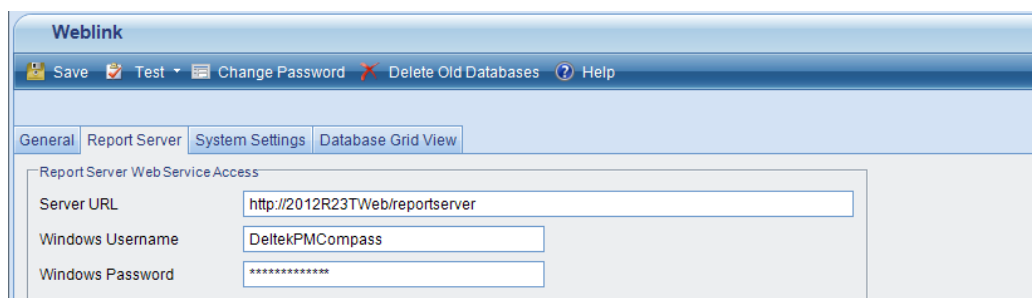 Weblink
Save Test Change Password Delete Old Databases ? Help
General Report Server System Settings Database Grid View
Report Server Web Service Access
Server URL http://2012R23TWeb/reportserver
Windows Username DeltekPMCompass
Windows Password *************